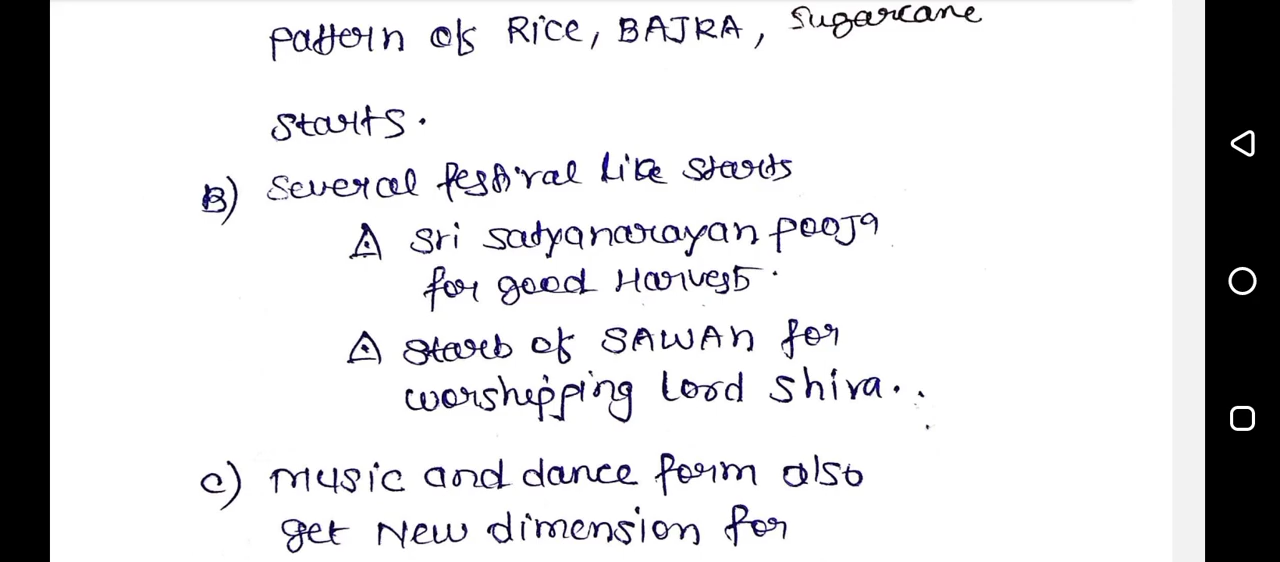 pattern of Rice, BAJRA, Sugarcane
starts.
B) Several festival like starts
Sri satyanarayan pooja
for good Harvest.
start of SAWAN for
worshipping Lord Shiva..
C) music and dance form also
get New dimension for